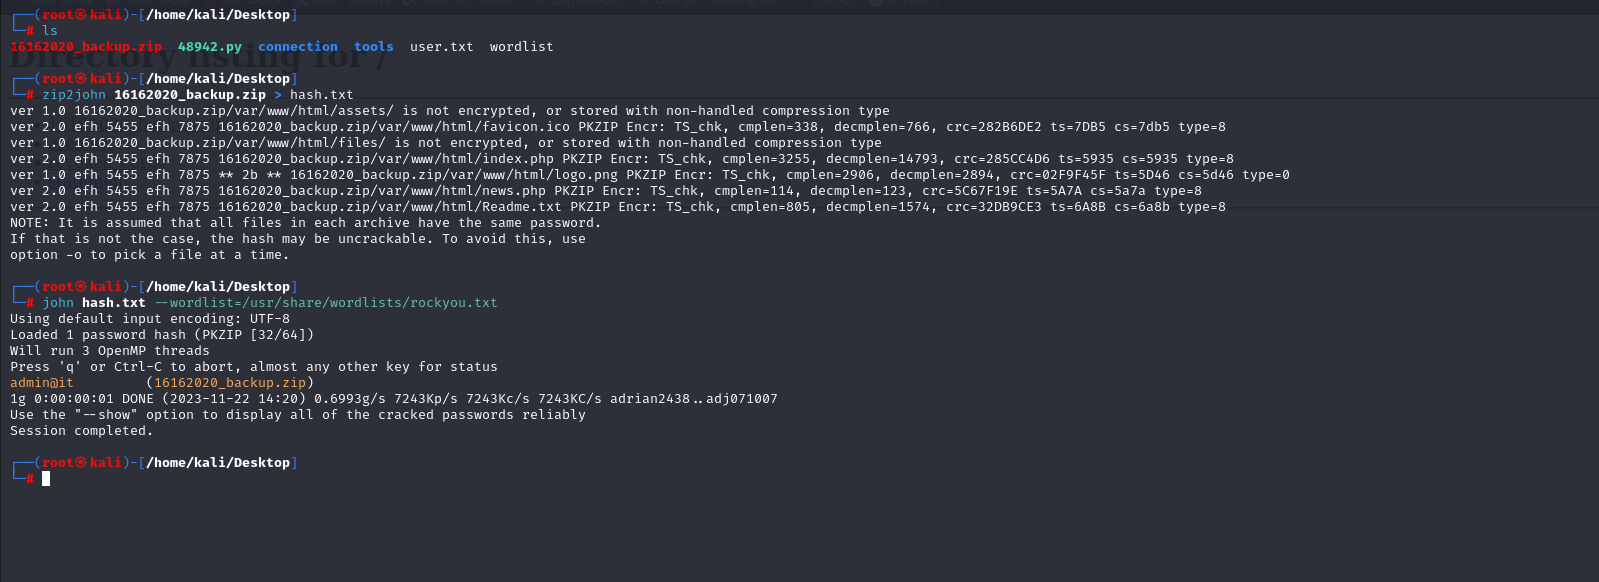 ┌──(root㉿kali)-[/home/kali/Desktop]
└─# ls
16162020_backup.zip  48942.py  connection  tools  user.txt  wordlist
Directory listing for /
┌──(root㉿kali)-[/home/kali/Desktop]
└─# zip2john 16162020_backup.zip > hash.txt
ver 1.0 16162020_backup.zip/var/www/html/assets/ is not encrypted, or stored with non-handled compression type
ver 2.0 efh 5455 efh 7875 16162020_backup.zip/var/www/html/favicon.ico PKZIP Encr: TS_chk, cmplen=338, decmplen=766, crc=282B6DE2 ts=7DB5 cs=7db5 type=8
ver 1.0 16162020_backup.zip/var/www/html/files/ is not encrypted, or stored with non-handled compression type
ver 2.0 efh 5455 efh 7875 16162020_backup.zip/var/www/html/index.php PKZIP Encr: TS_chk, cmplen=3255, decmplen=14793, crc=285CC4D6 ts=5935 cs=5935 type=8
ver 1.0 efh 5455 efh 7875 ** 2b ** 16162020_backup.zip/var/www/html/logo.png PKZIP Encr: TS_chk, cmplen=2906, decmplen=2894, crc=02F9F45F ts=5D46 cs=5d46 type=0
ver 2.0 efh 5455 efh 7875 16162020_backup.zip/var/www/html/news.php PKZIP Encr: TS_chk, cmplen=114, decmplen=123, crc=5C67F19E ts=5A7A cs=5a7a type=8
ver 2.0 efh 5455 efh 7875 16162020_backup.zip/var/www/html/Readme.txt PKZIP Encr: TS_chk, cmplen=805, decmplen=1574, crc=32DB9CE3 ts=6A8B cs=6a8b type=8
NOTE: It is assumed that all files in each archive have the same password.
If that is not the case, the hash may be uncrackable. To avoid this, use
option -o to pick a file at a time.
┌──(root㉿kali)-[/home/kali/Desktop]
└─# john hash.txt --wordlist=/usr/share/wordlists/rockyou.txt
Using default input encoding: UTF-8
Loaded 1 password hash (PKZIP [32/64])
Will run 3 OpenMP threads
Press 'q' or Ctrl-C to abort, almost any other key for status
admin@it         (16162020_backup.zip)
1g 0:00:00:01 DONE (2023-11-22 14:20) 0.6993g/s 7243Kp/s 7243Kc/s 7243KC/s adrian2438..adj071007
Use the "--show" option to display all of the cracked passwords reliably
Session completed.
┌──(root㉿kali)-[/home/kali/Desktop]
└─#